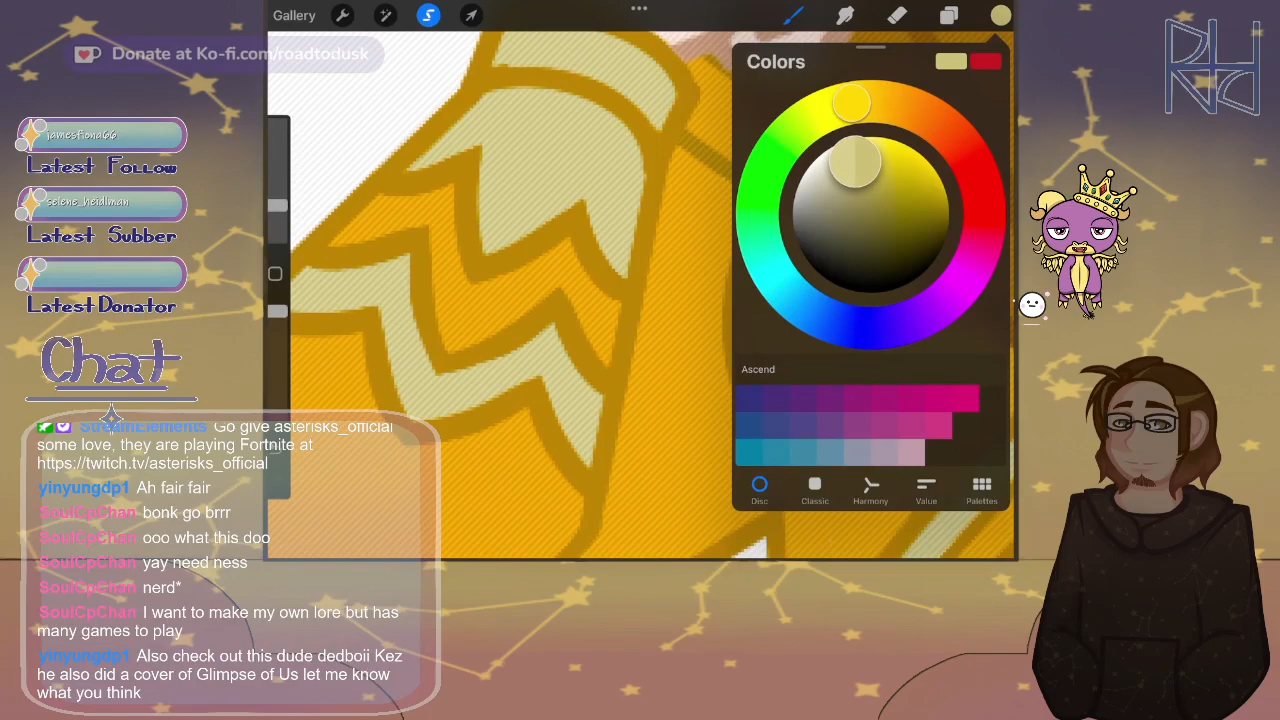 Gallery
Donate at Ko-fi.com/roadtodusk
Colors
jamesfiona66
Latest Follow
selene_heidlman
Latest Subber
Latest Donator
Chat
StreamElements Go give asterisks_official
some love, they are playing Fortnite at
https://twitch.tv/asterisks_official
yinyungdp1 Ah fair fair
SoulCpChan bonk go brrr
SoulCpChan ooo what this doo
SoulCpChan yay need ness
SoulCpChan nerd*
SoulCpChan I want to make my own lore but has
many games to play
yinyungdp1 Also check out this dude dedboii Kez
he also did a cover of Glimpse of Us let me know
what you think
Ascend
Disc
Classic
Harmony
Value
Palettes